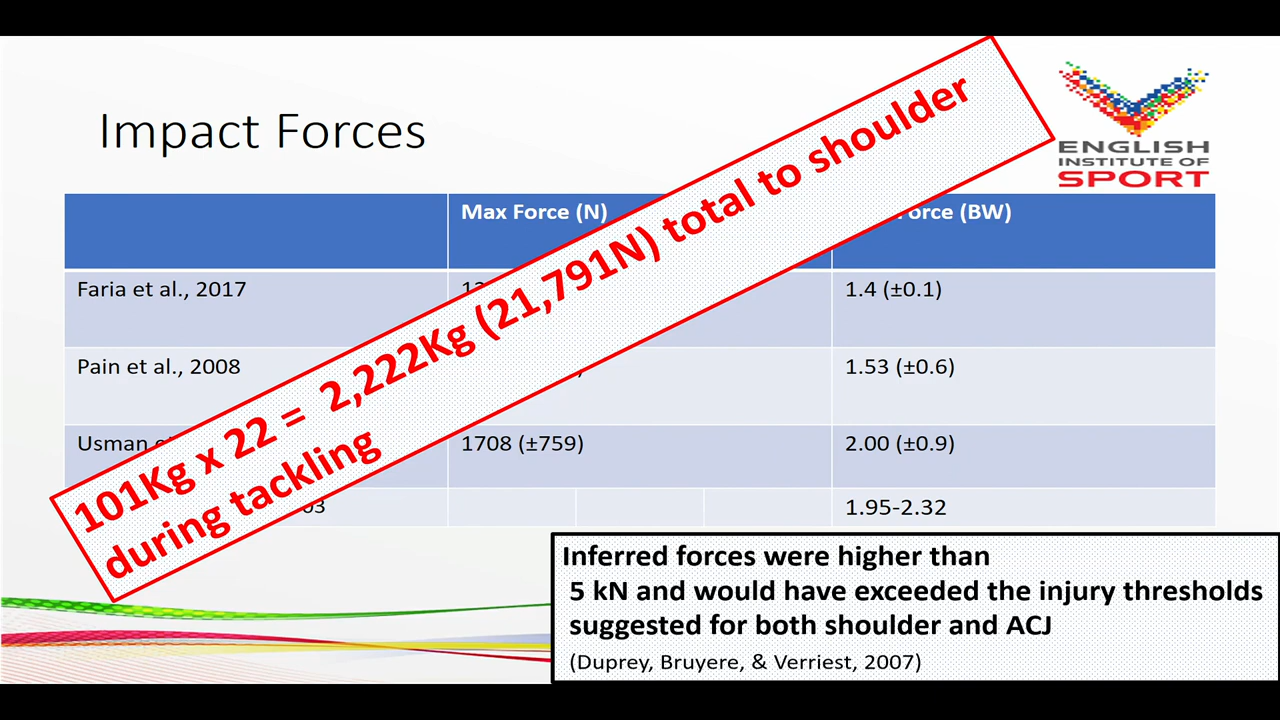 Impact Forces
ENGLISH
INSTITUTE OF
SPORT
Max Force (N)
Force (BW)
Faria et al., 2017
1.4 (±0.1)
Pain et al., 2008
1.53 (±0.6)
Usman
1708 (±759)
2.00 (±0.9)
1.95-2.32
101Kg x 22 = 2,222Kg (21,791N) total to shoulder
during tackling
Inferred forces were higher than
5 kN and would have exceeded the injury thresholds
suggested for both shoulder and ACJ
(Duprey, Bruyere, & Verriest, 2007)